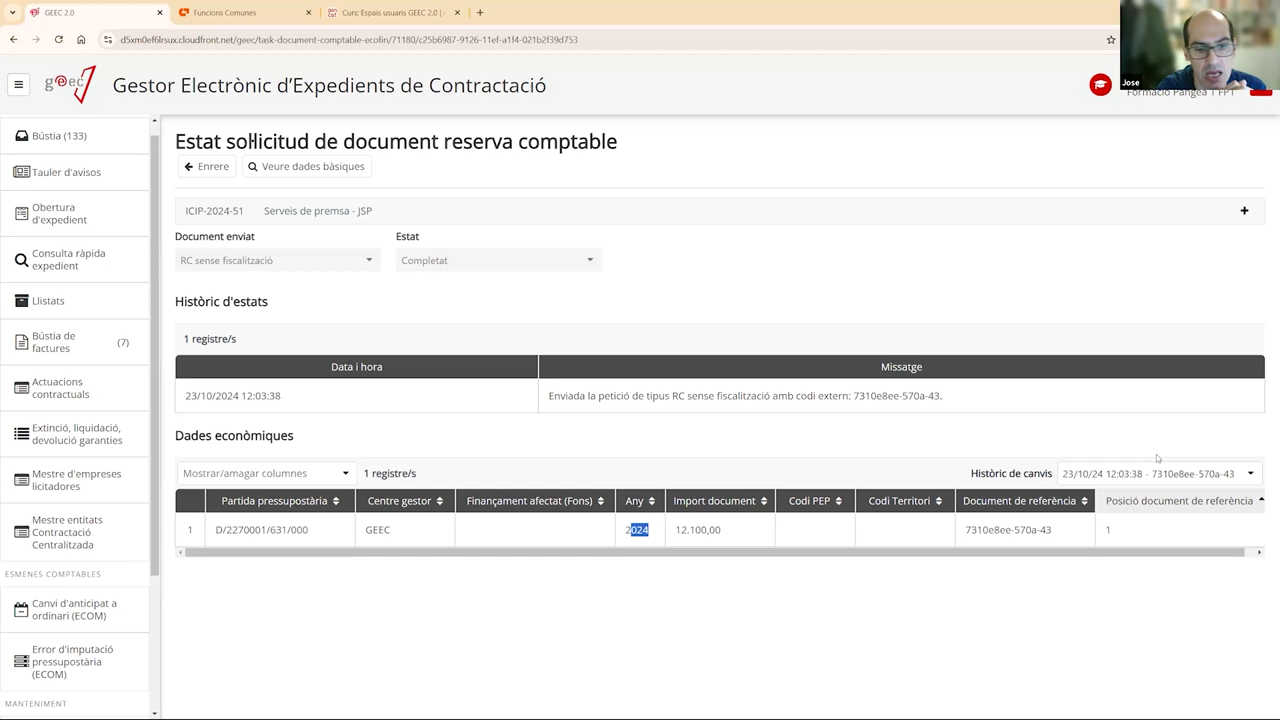 GEEC 2.0
Funcions Comunes
Curs: Espais usuaris GEEC 2.0 |
d5xm0ef6lrsux.cloudfront.net/geec/task-document-comptable-ecofin/71180/c25b6987-9126-11ef-a1f4-021b2f39d753
geec
Gestor Electrònic d'Expedients de Contractació
Jose
Formació Pangea 1 FPT
Bústia (133)
Tauler d'avisos
Obertura
d'expedient
Consulta ràpida
expedient
Llistats
Bústia de
factures
(7)
Actuacions
contractuals
Extinció, liquidació,
devolució garanties
Mestre d'empreses
licitadores
Mestre entitats
Contractació
Centralitzada
ESMENES COMPTABLES
Canvi d'anticipat a
ordinari (ECOM)
Error d'imputació
pressupostària
(ECOM)
MANTENIMENT
Estat sol·licitud de document reserva comptable
Enrere
Veure dades bàsiques
ICIP-2024-51 Serveis de premsa - JSP
Document enviat Estat
RC sense fiscalització Completat
Històric d'estats
1 registre/s
Data i hora Missatge
23/10/2024 12:03:38 Enviada la petició de tipus RC sense fiscalització amb codi extern: 7310e8ee-570a-43.
Dades econòmiques
Mostrar/amagar columnes 1 registre/s Històric de canvis 23/10/24 12:03:38 - 7310e8ee-570a-43
Partida pressupostària Centre gestor Finançament afectat (Fons) Any Import document Codi PEP Codi Territori Document de referència Posició document de referència
1 D/2270001/631/000 GEEC 2024 12.100,00 7310e8ee-570a-43 1